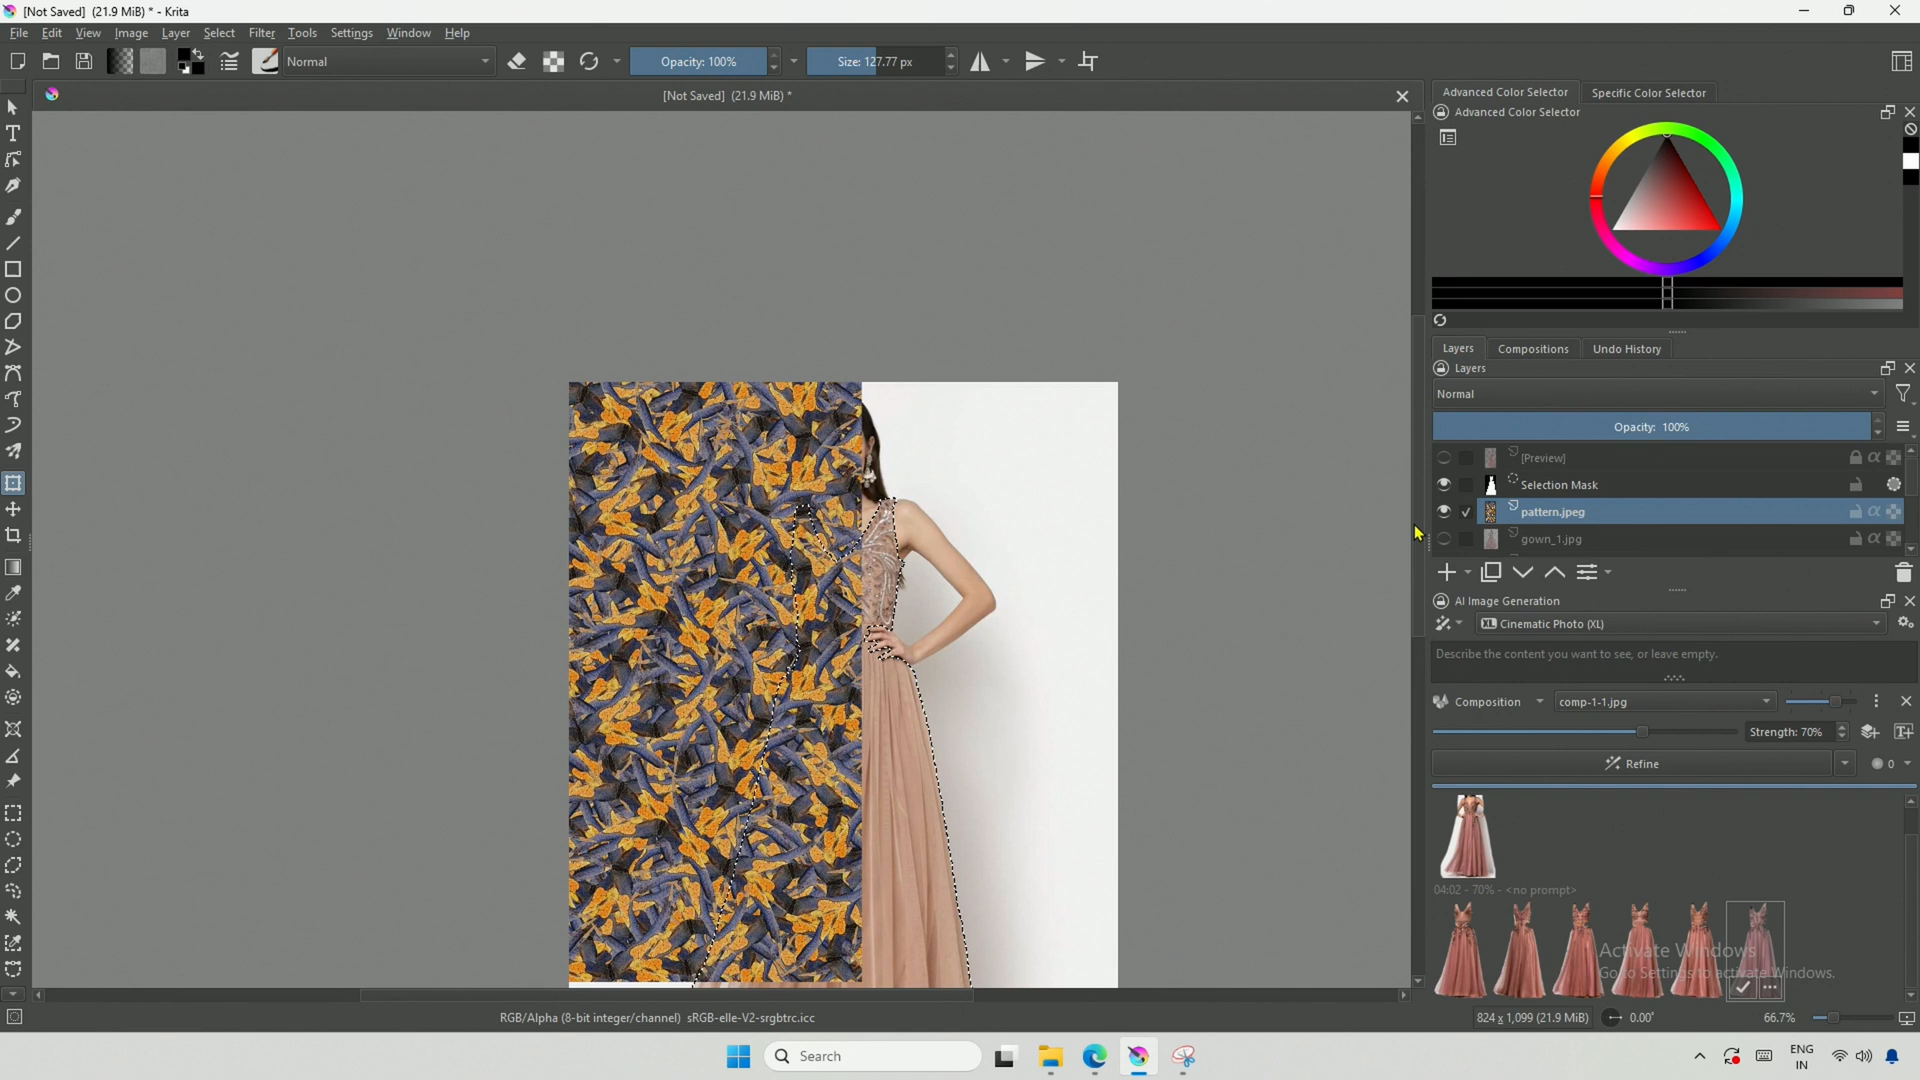 [Not Saved] (21.9 MiB) * - Krita
File Edit View Image Layer Select Filter Tools Settings Window Help
Normal
Opacity: 100%
Size: 127.77 px
[Not Saved] (21.9 MiB) *
Advanced Color Selector
Specific Color Selector
Advanced Color Selector
Layers
Compositions
Undo History
Layers
Normal
Opacity: 100%
[Preview]
Selection Mask
pattern.jpeg
gown_1.jpg
AI Image Generation
XL Cinematic Photo (XL)
Describe the content you want to see, or leave empty.
Composition
comp-1-1.jpg
Strength: 70%
Refine
0
04:02 - 70% - <no prompt>
Activate Windows
Go to Settings to activate Windows.
RGB/Alpha (8-bit integer/channel) sRGB-elle-V2-srgbtrc.icc
824 x 1,099 (21.9 MiB)
0.00°
66.7%
Search
ENG
IN